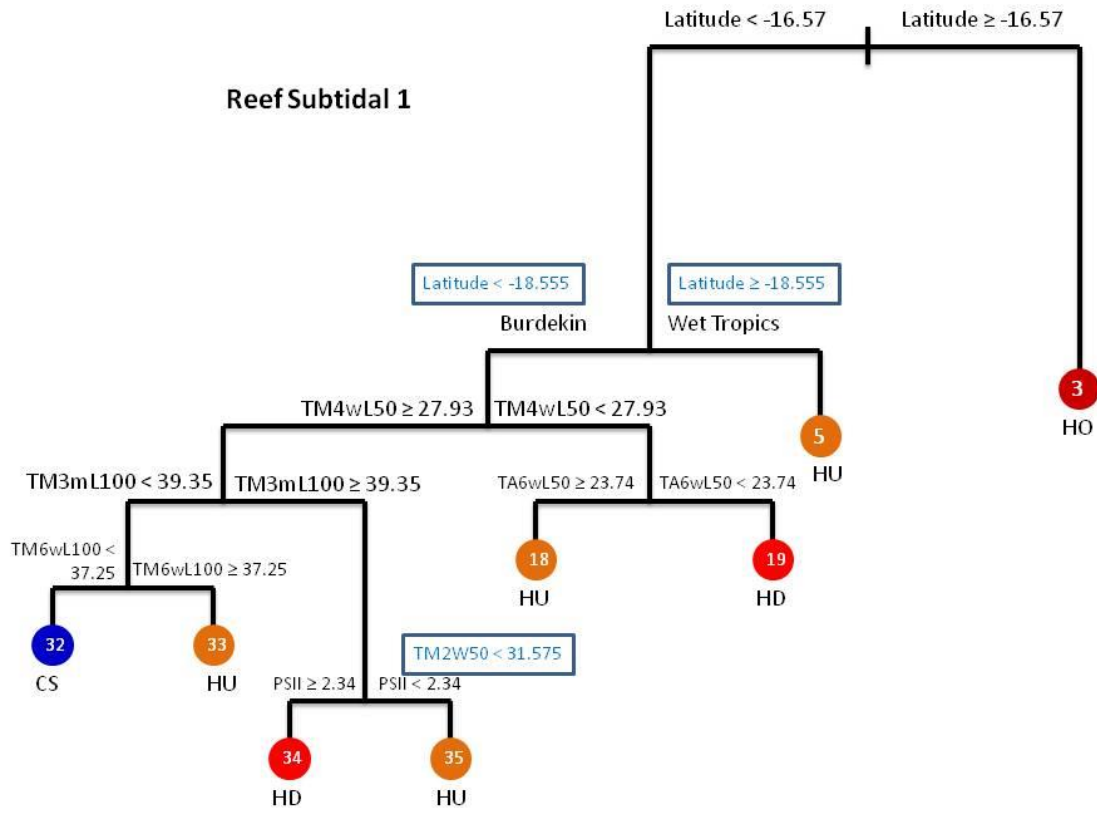 Latitude < -16.57
Latitude ≥ -16.57
Reef Subtidal 1
Latitude < -18.555
Latitude ≥ -18.555
Burdekin
Wet Tropics
3
HO
TM4wL50 ≥ 27.93
TM4wL50 < 27.93
5
HU
TM3mL100 < 39.35
TM3mL100 ≥ 39.35
TA6wL50 ≥ 23.74
TA6wL50 < 23.74
TM6wL100 <
37.25
TM6wL100 ≥ 37.25
18
HU
19
HD
32
CS
33
HU
TM2W50 < 31.575
PSII ≥ 2.34
PSII < 2.34
34
HD
35
HU